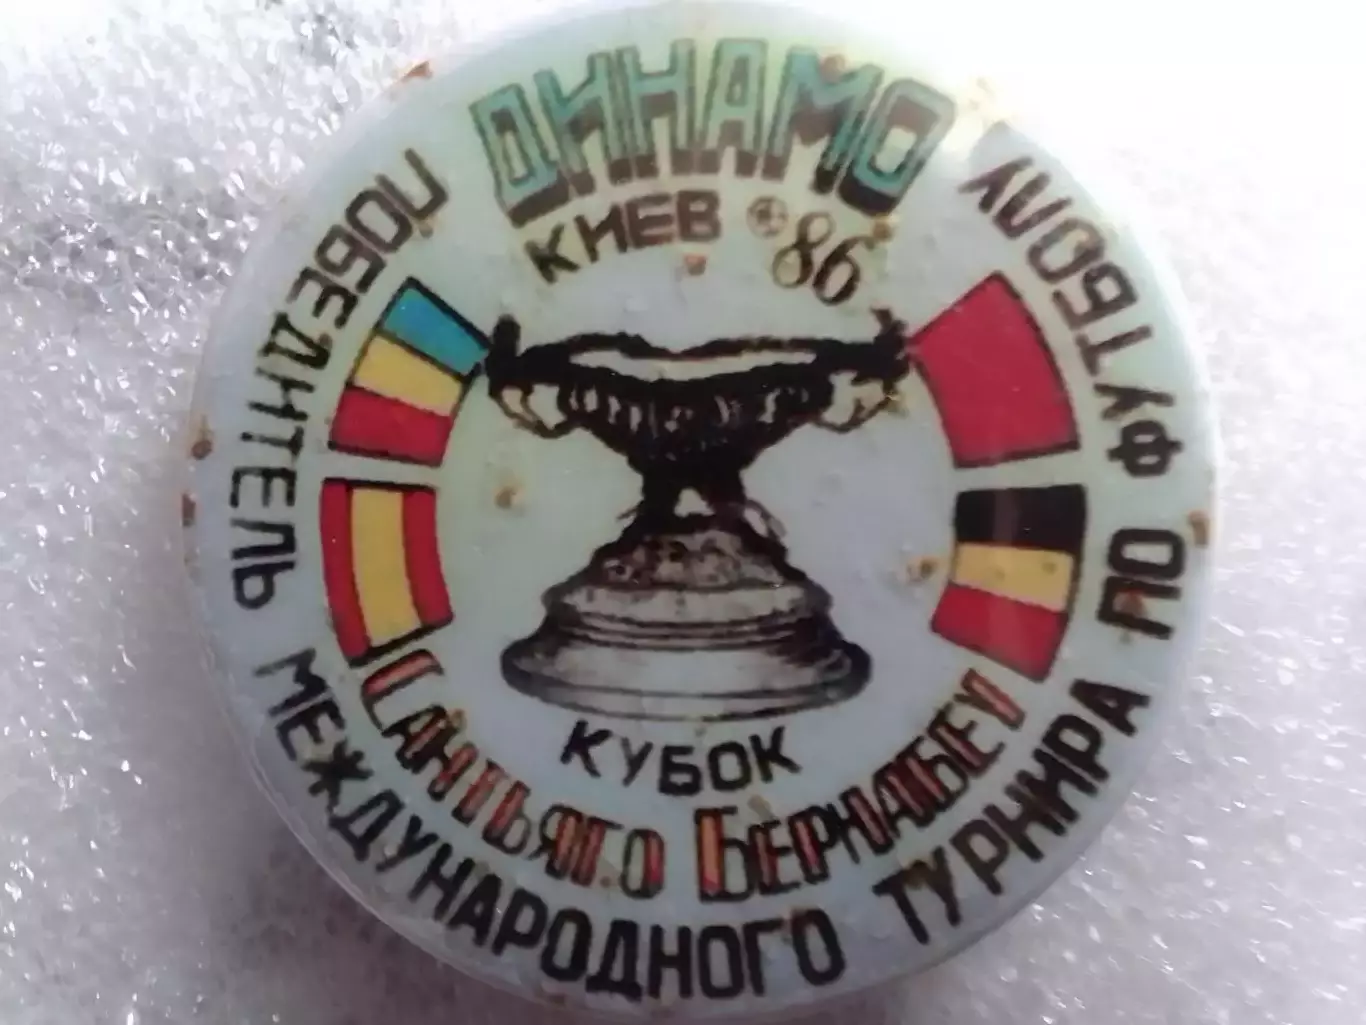 ДИНАМО
КИЕВ 86
ПОБЕДИТЕЛЬ МЕЖДУНАРОДНОГО ТУРНИРА ПО ФУТБОЛУ
КУБОК
САНТЬЯГО БЕРНАБЕУ